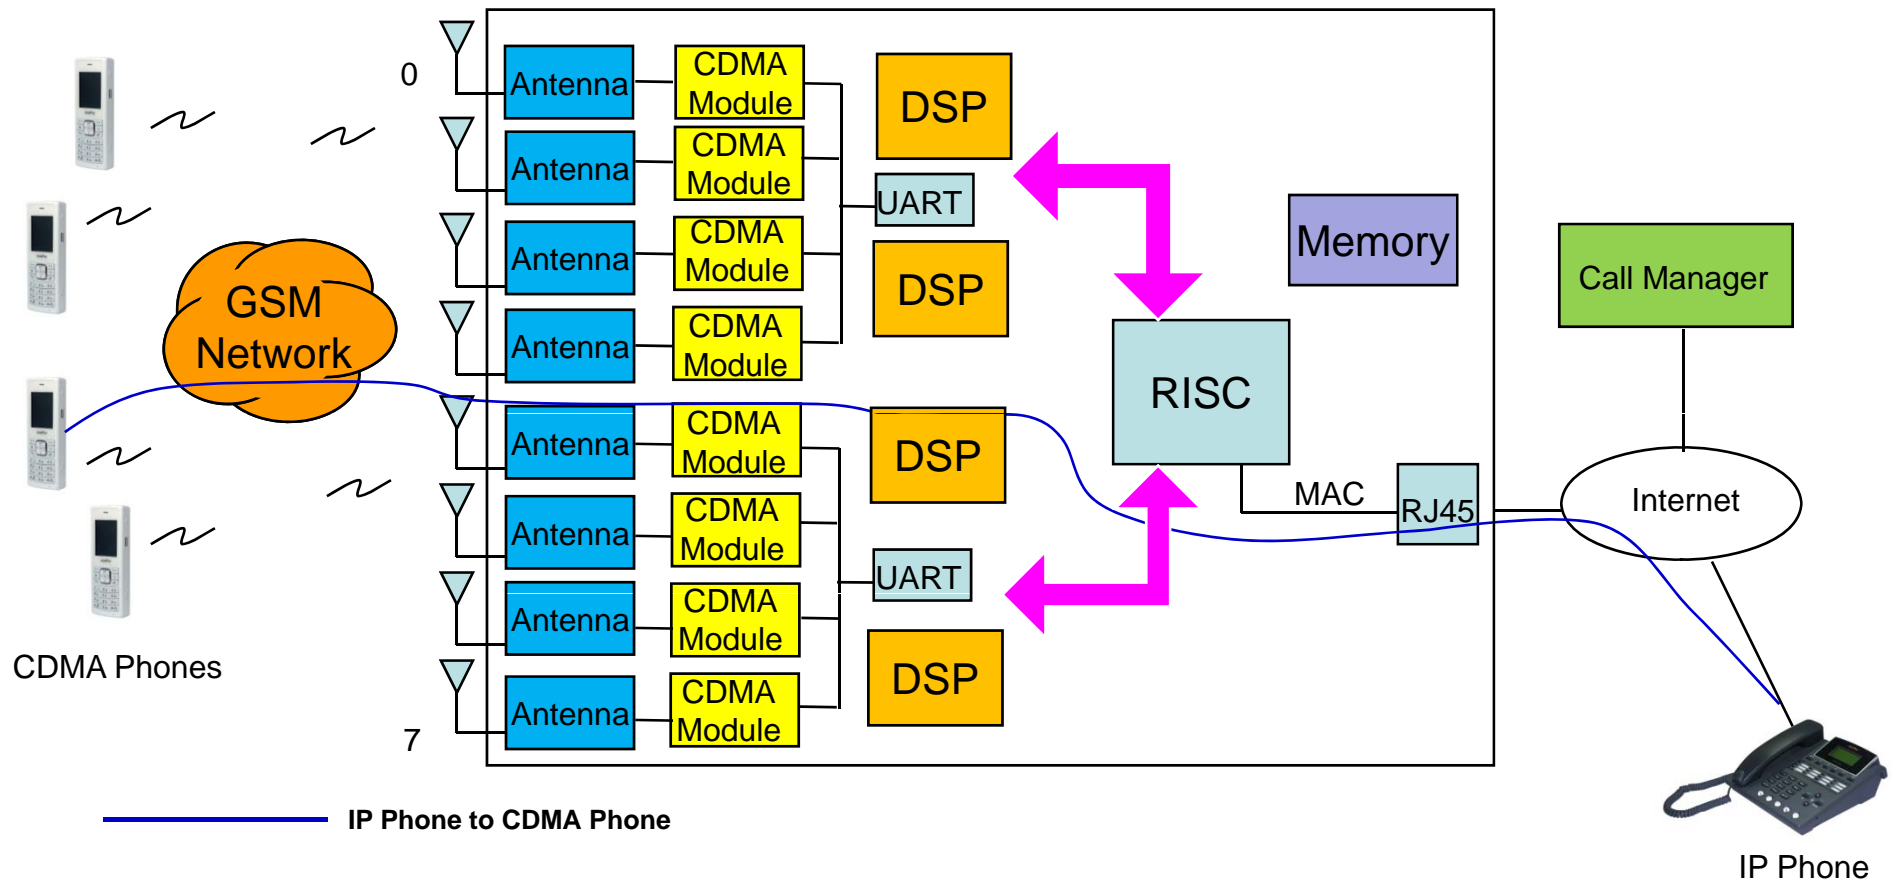 0
Antenna
CDMA
Module
DSP
Antenna
CDMA
Module
UART
Antenna
CDMA
Module
DSP
Antenna
CDMA
Module
GSM
Network
Memory
Call Manager
RISC
Antenna
CDMA
Module
DSP
MAC
RJ45
Internet
Antenna
CDMA
Module
UART
Antenna
CDMA
Module
DSP
Antenna
CDMA
Module
CDMA Phones
7
IP Phone to CDMA Phone
IP Phone